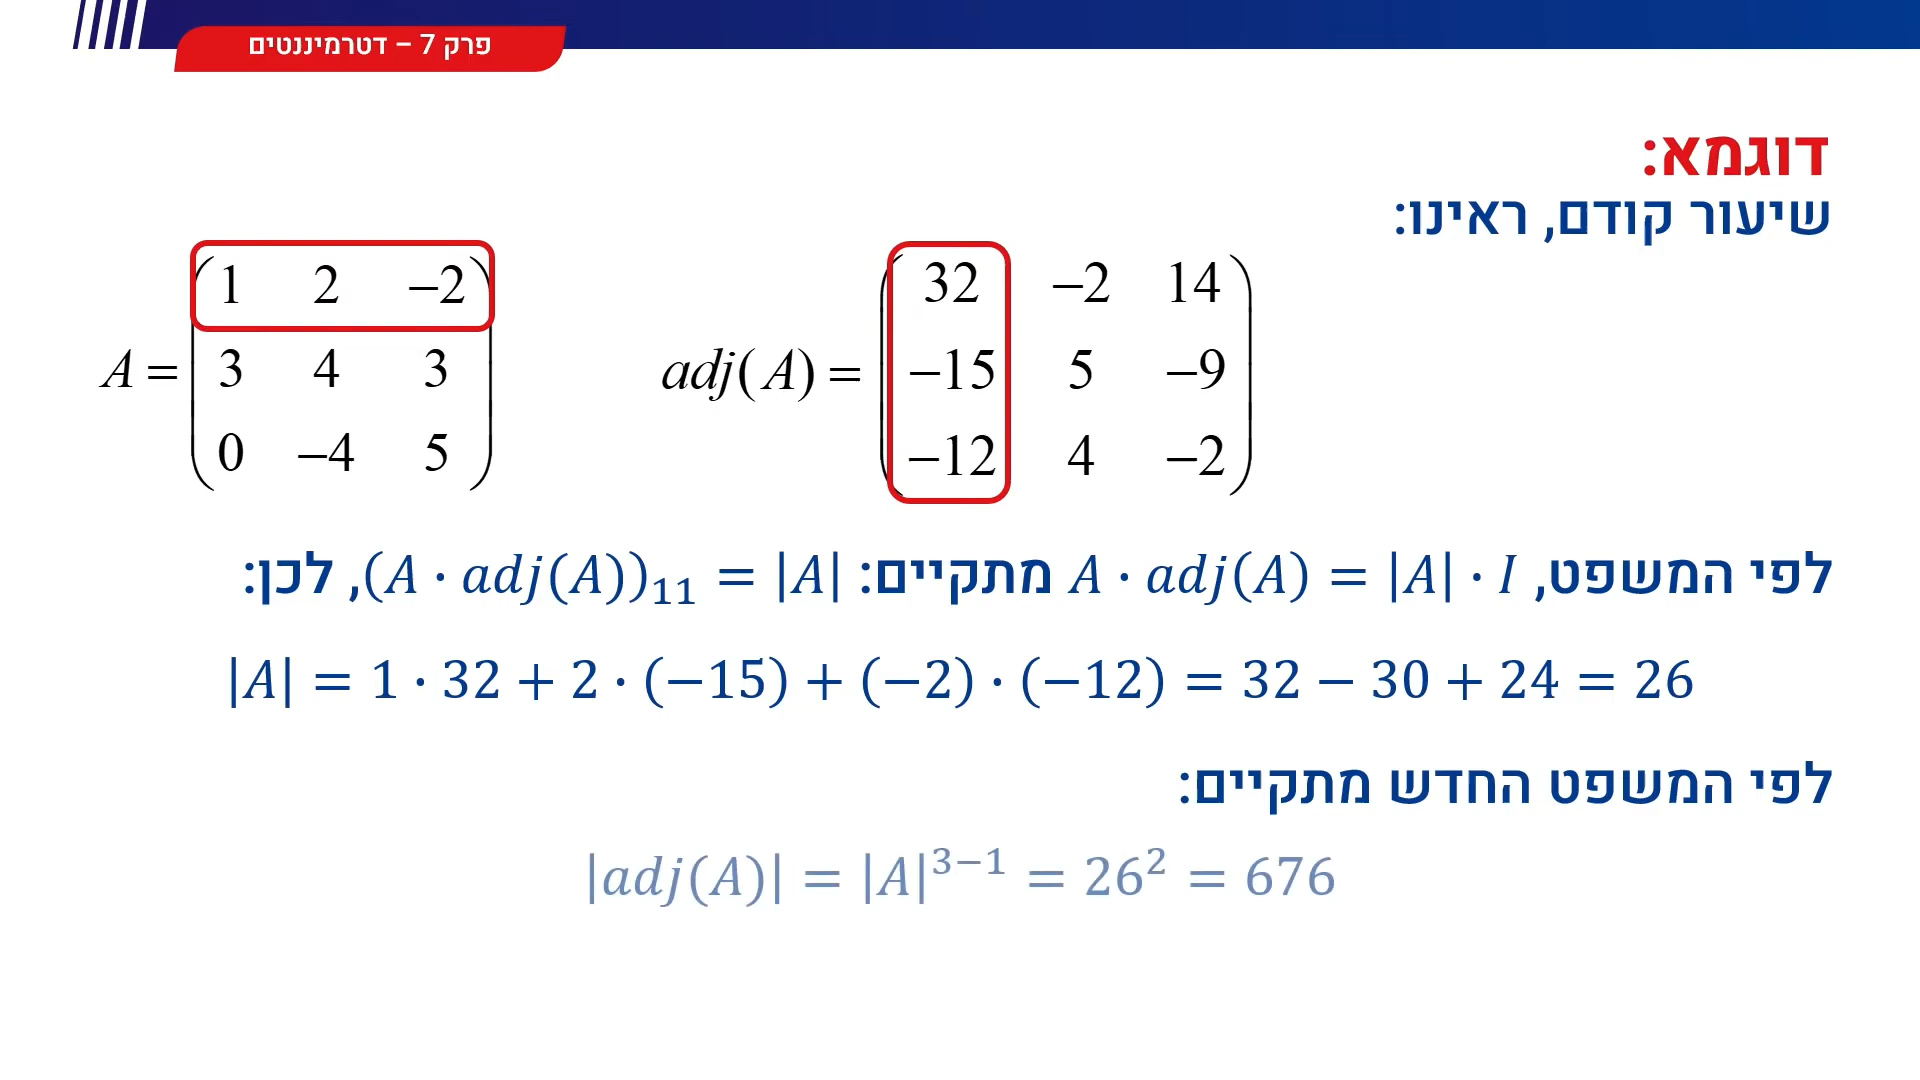 פרק 7 – דטרמיננטים
דוגמא:
שיעור קודם, ראינו:
A = ( 1 2 −2
3 4 3
0 −4 5 )
adj(A) = ( 32 −2 14
−15 5 −9
−12 4 −2 )
לפי המשפט, A · adj(A) = |A| · I מתקיים: (A · adj(A))₁₁ = |A|, לכן:
|A| = 1 · 32 + 2 · (−15) + (−2) · (−12) = 32 − 30 + 24 = 26
לפי המשפט החדש מתקיים:
|adj(A)| = |A|³⁻¹ = 26² = 676